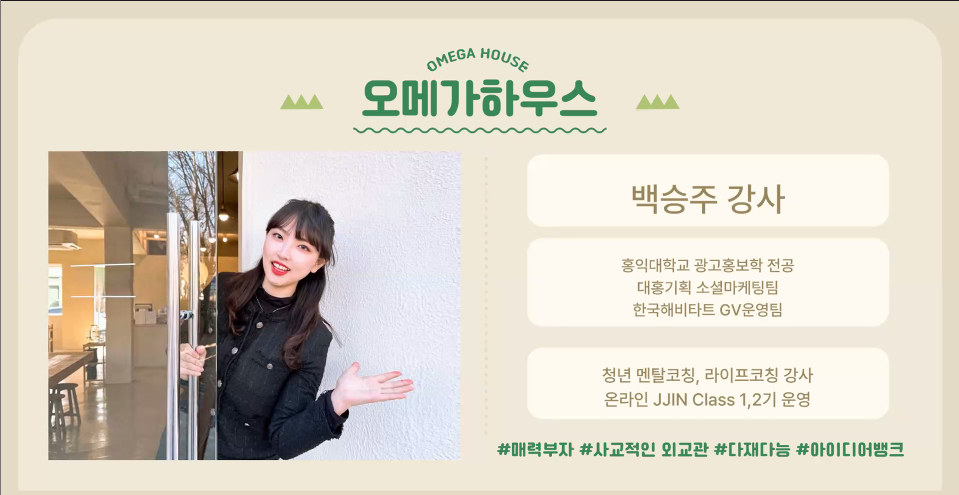 OMEGA HOUSE
오메가하우스
백승주 강사
홍익대학교 광고홍보학 전공
대홍기획 소셜마케팅팀
한국해비타트 GV운영팀
청년 멘탈코칭, 라이프코칭 강사
온라인 JJIN Class 1,2기 운영
#매력부자 #사교적인 외교관 #다재다능 #아이디어뱅크